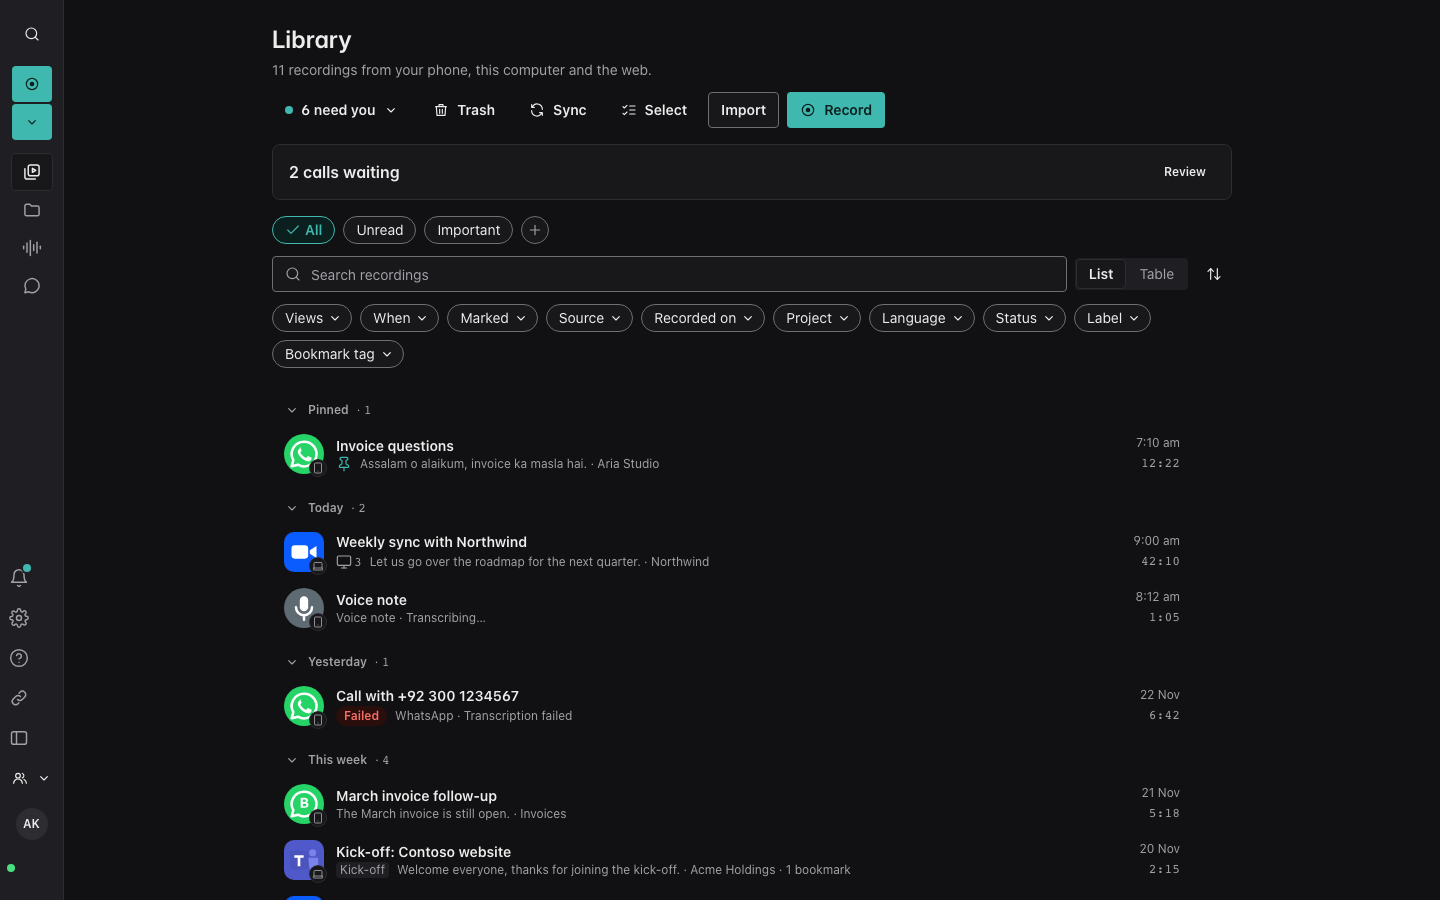 Library
11 recordings from your phone, this computer and the web.
6 need you
Trash
Sync
Select
Import
Record
2 calls waiting
Review
All
Unread
Important
Search recordings
List
Table
Views
When
Marked
Source
Recorded on
Project
Language
Status
Label
Bookmark tag
Pinned · 1
Invoice questions
7:10 am
Assalam o alaikum, invoice ka masla hai. · Aria Studio
12:22
Today · 2
Weekly sync with Northwind
9:00 am
3 Let us go over the roadmap for the next quarter. · Northwind
42:10
Voice note
8:12 am
Voice note · Transcribing...
1:05
Yesterday · 1
Call with +92 300 1234567
22 Nov
Failed WhatsApp · Transcription failed
6:42
This week · 4
B
March invoice follow-up
21 Nov
The March invoice is still open. · Invoices
5:18
T
Kick-off: Contoso website
20 Nov
Kick-off Welcome everyone, thanks for joining the kick-off. · Acme Holdings · 1 bookmark
2:15
AK